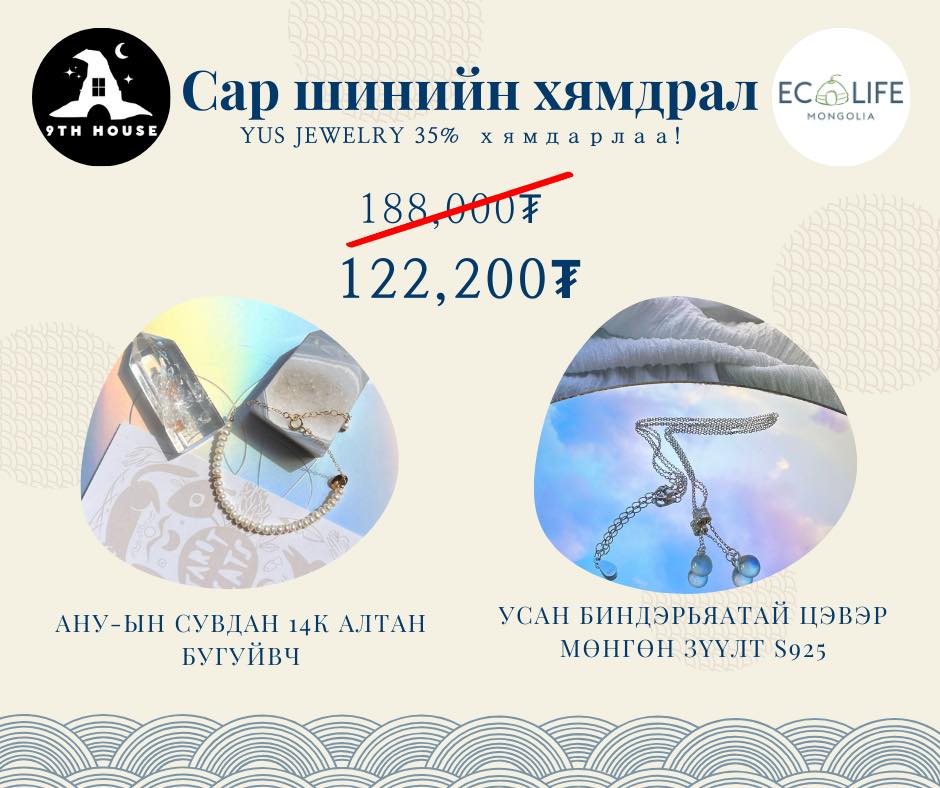 9TH HOUSE
Сар шинийн хямдрал
YUS JEWELRY 35% хямдарлаа!
ECOLIFE
MONGOLIA
188,000₮
122,200₮
АНУ-ЫН СУВДАН 14К АЛТАН
БУГУЙВЧ
УСАН БИНДЭРЬЯАТАЙ ЦЭВЭР
МӨНГӨН ЗҮҮЛТ S925